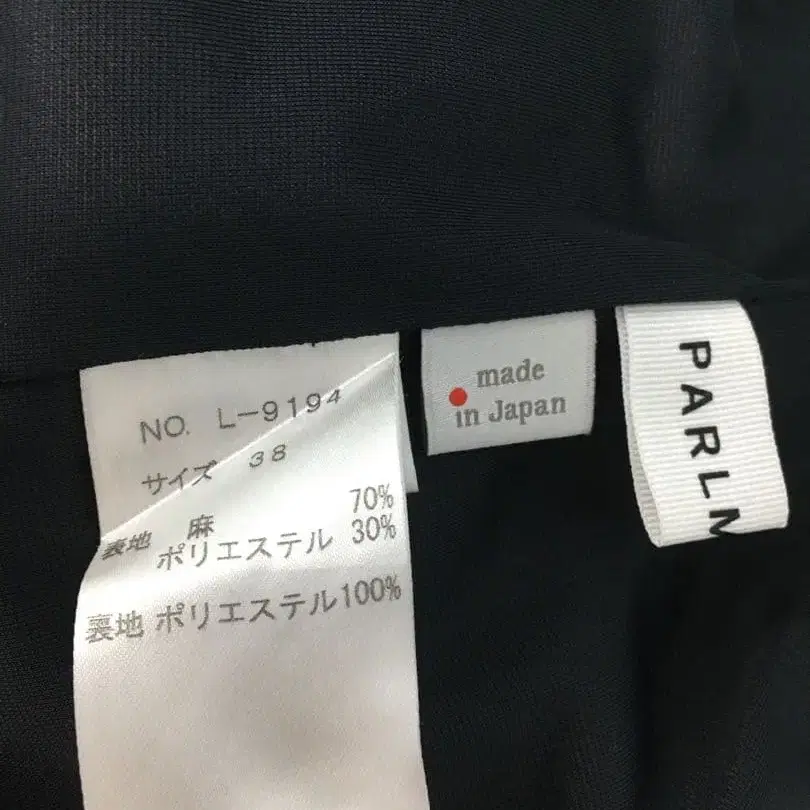 NO. L-9194
サイズ 38
表地 麻 70%
ポリエステル 30%
裏地 ポリエステル100%
made
in Japan
PARLM